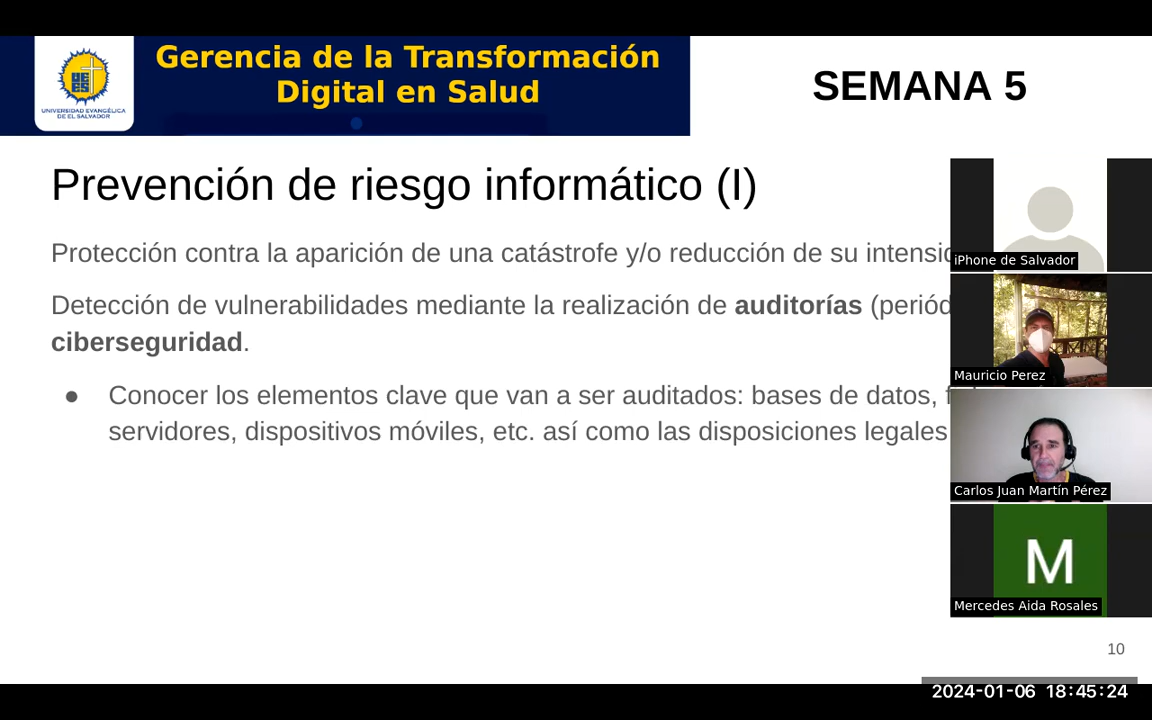 Gerencia de la Transformación
Digital en Salud
UNIVERSIDAD EVANGÉLICA
DE EL SALVADOR
SEMANA 5
Prevención de riesgo informático (I)
Protección contra la aparición de una catástrofe y/o reducción de su
Detección de vulnerabilidades mediante la realización de auditorías
ciberseguridad.
● Conocer los elementos clave que van a ser auditados: bases de datos,
servidores, dispositivos móviles, etc. así como las disposiciones legales
iPhone de Salvador
Mauricio Perez
Carlos Juan Martín Pérez
M
Mercedes Aida Rosales
10
2024-01-06 18:45:24